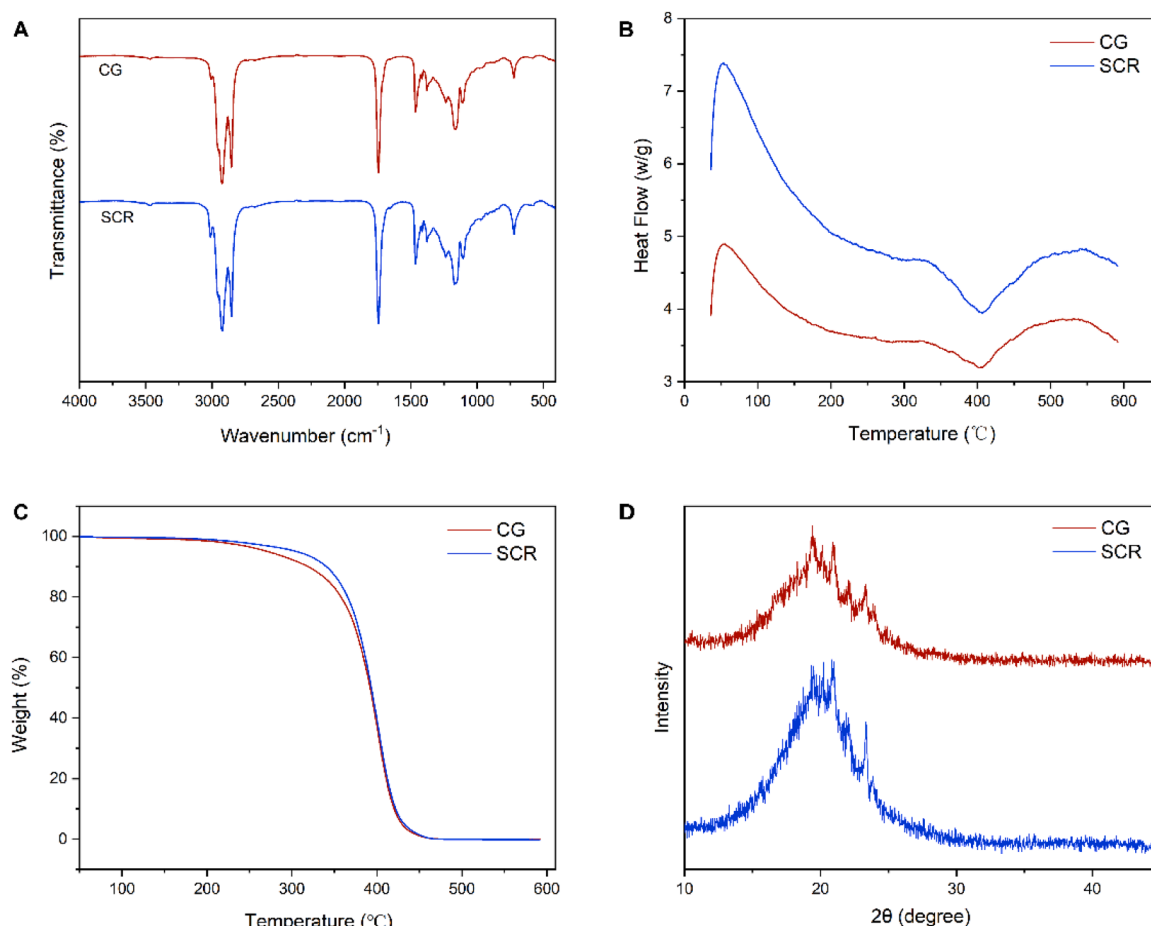 A
CG
SCR
Transmittance (%)
4000 3500 3000 2500 2000 1500 1000 500
Wavenumber (cm⁻¹)
B
CG
SCR
8
7
6
5
4
3
Heat Flow (w/g)
0 100 200 300 400 500 600
Temperature (℃)
C
CG
SCR
100
80
60
40
20
0
Weight (%)
100 200 300 400 500 600
Temperature (℃)
D
CG
SCR
Intensity
10 20 30 40
2θ (degree)